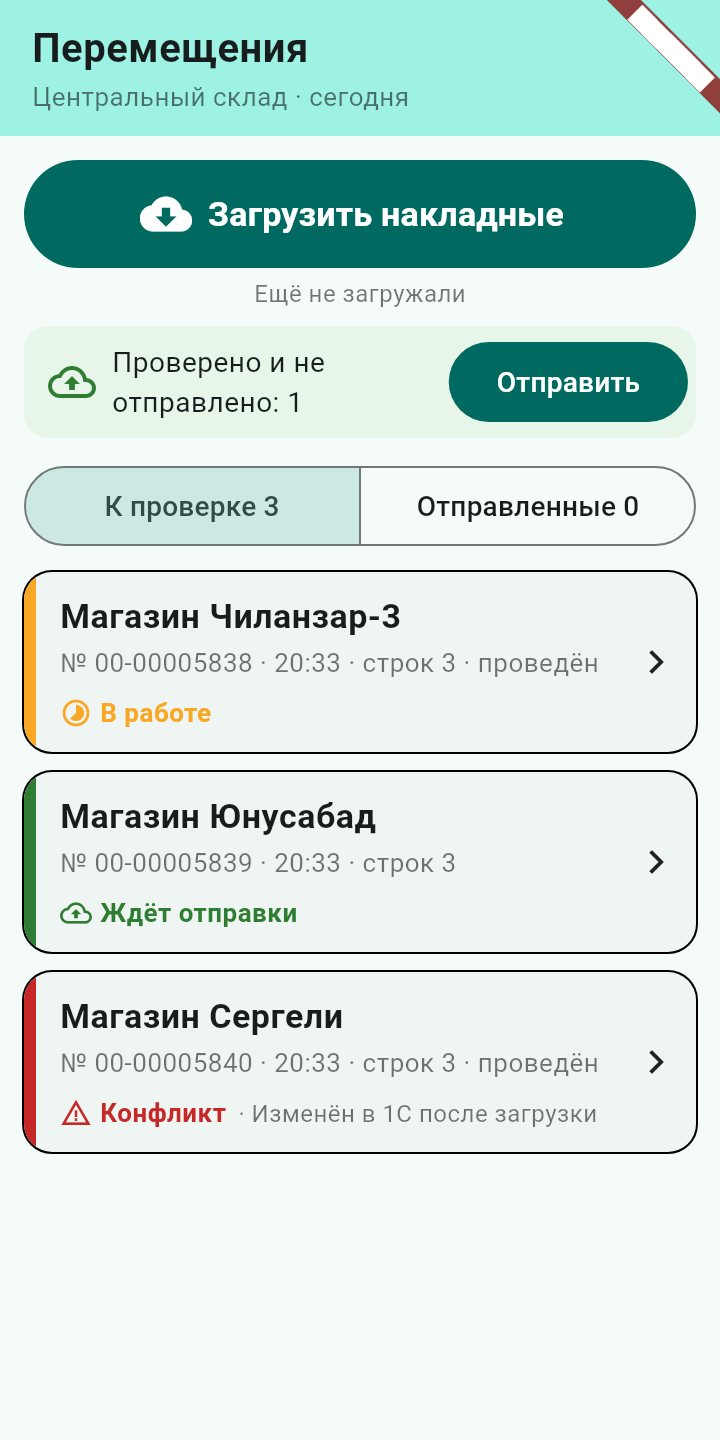 Перемещения
Центральный склад · сегодня
Загрузить накладные
Ещё не загружали
Проверено и не
отправлено: 1
Отправить
К проверке 3
Отправленные 0
Магазин Чиланзар-3
№ 00-00005838 · 20:33 · строк 3 · проведён
В работе
Магазин Юнусабад
№ 00-00005839 · 20:33 · строк 3
Ждёт отправки
Магазин Сергели
№ 00-00005840 · 20:33 · строк 3 · проведён
Конфликт · Изменён в 1С после загрузки